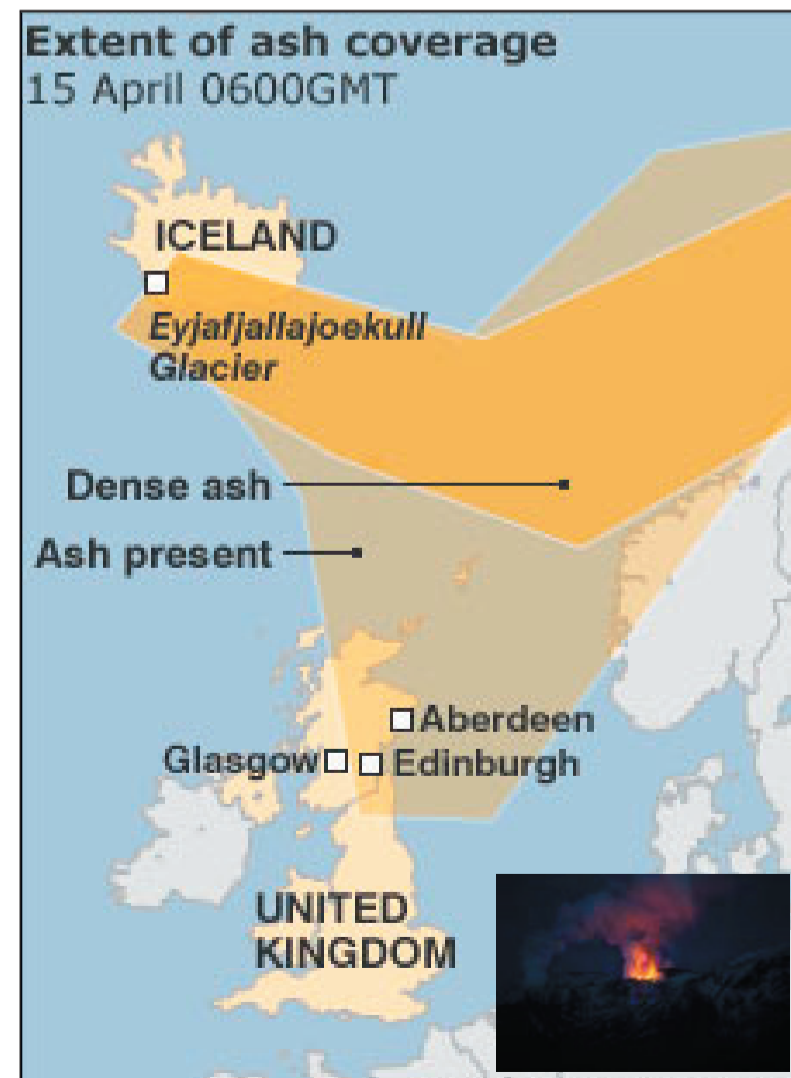 Extent of ash coverage
15 April 0600GMT
ICELAND
Eyjafjallajoekull
Glacier
Dense ash
Ash present
Aberdeen
Glasgow
Edinburgh
UNITED
KINGDOM